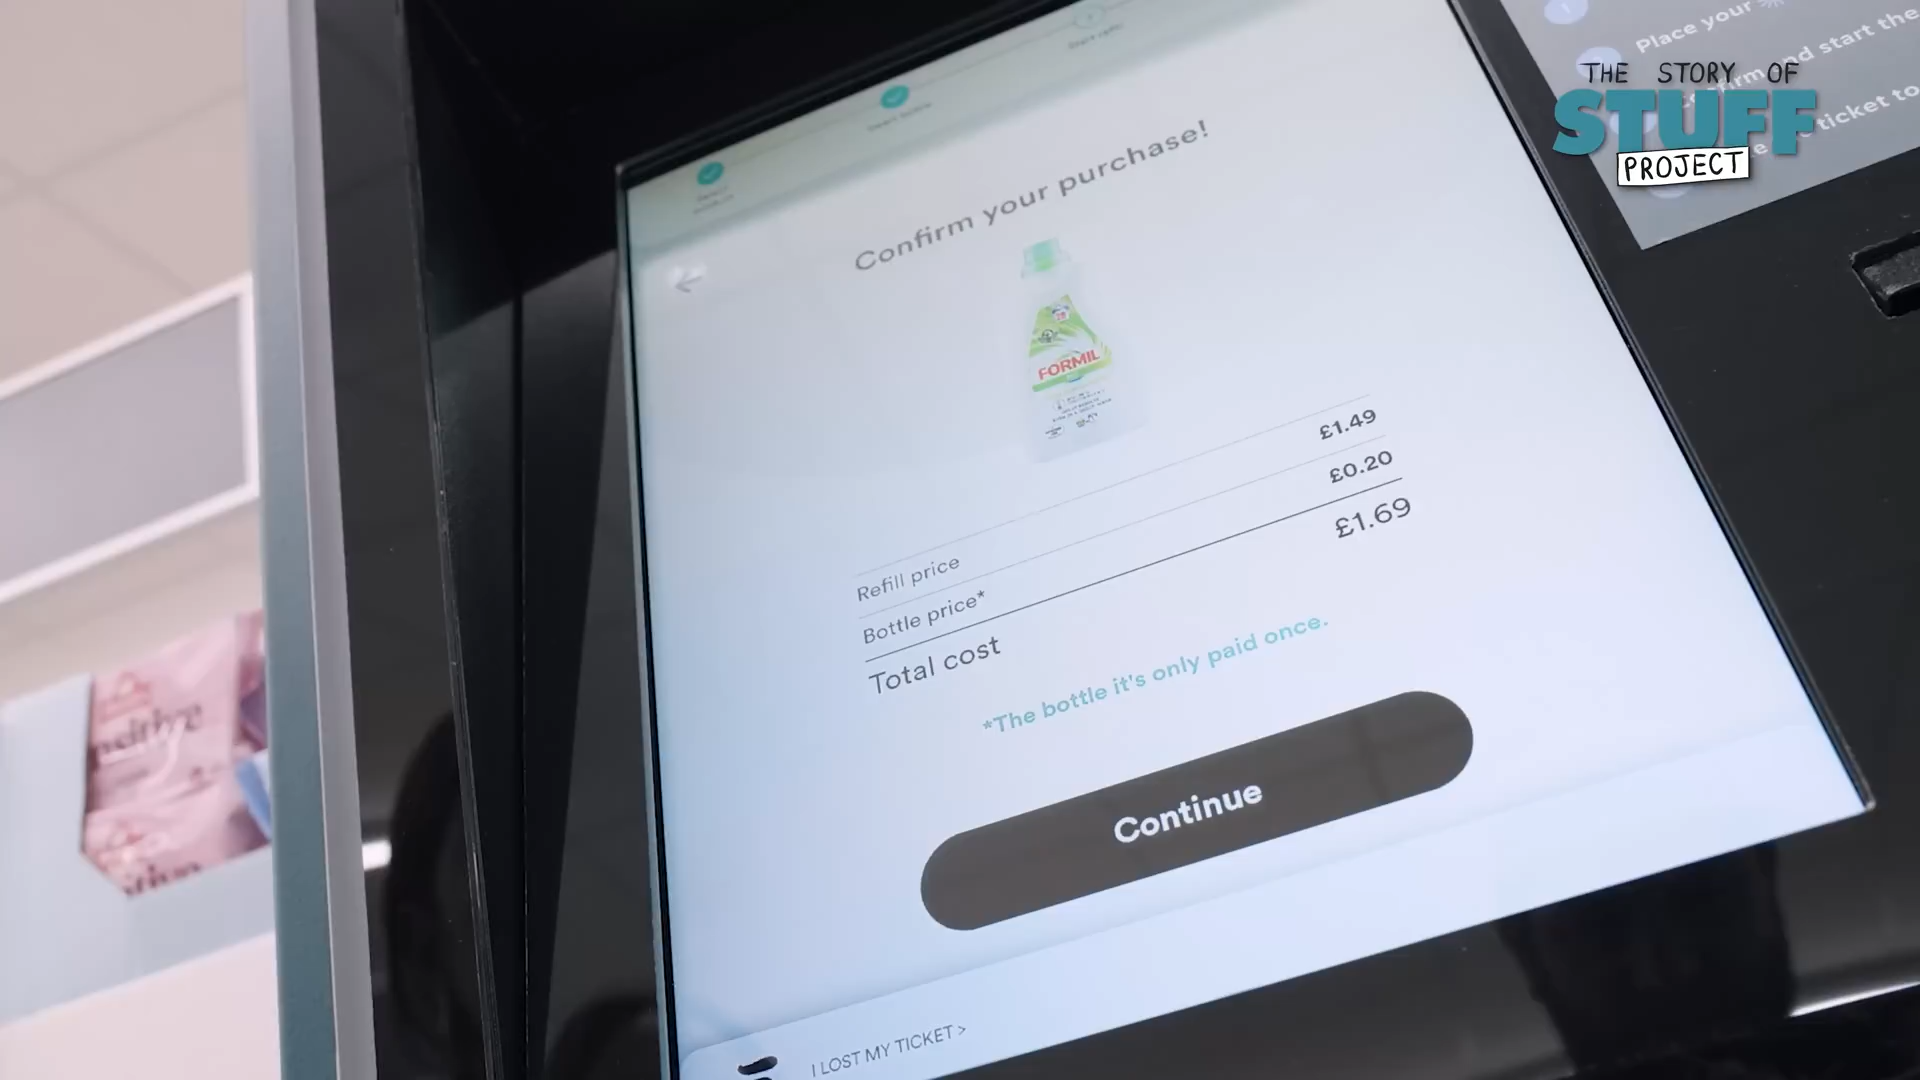 Place your
Confirm and start the
ticket to
THE STORY OF
STUFF
PROJECT
Confirm your purchase!
28
FORMIL
Refill price £1.49
Bottle price* £0.20
Total cost £1.69
*The bottle it's only paid once.
Continue
I LOST MY TICKET >